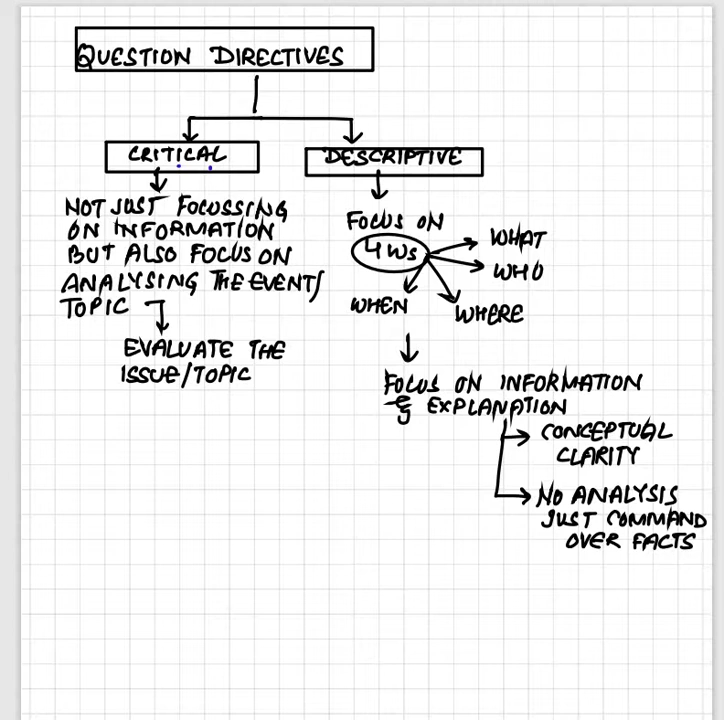 QUESTION DIRECTIVES
CRITICAL
NOT JUST FOCUSSING
ON INFORMATION
BUT ALSO FOCUS ON
ANALYSING THE EVENT/
TOPIC
EVALUATE THE
ISSUE/TOPIC
DESCRIPTIVE
FOCUS ON
4Ws
WHAT
WHO
WHEN
WHERE
FOCUS ON INFORMATION
& EXPLANATION
CONCEPTUAL
CLARITY
NO ANALYSIS
JUST COMMAND
OVER FACTS